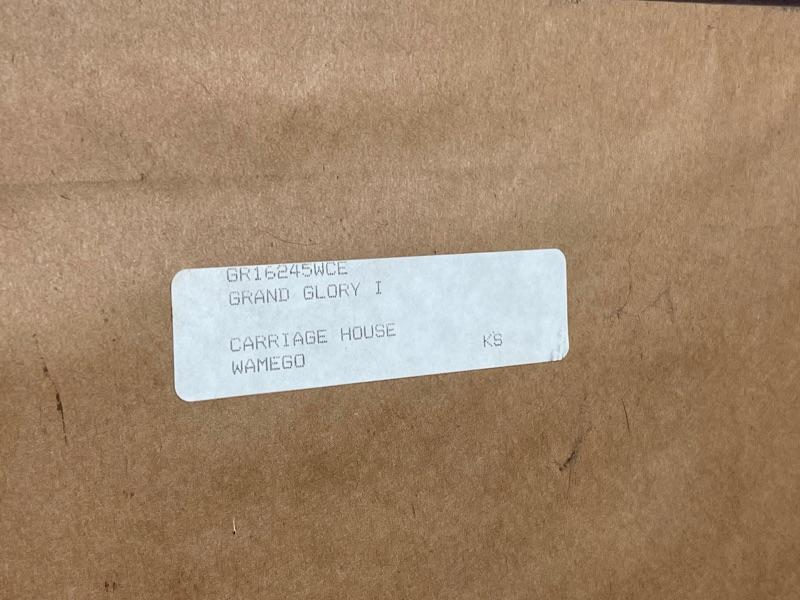 GR16245WCE
GRAND GLORY I
CARRIAGE HOUSE
WAMEGO KS